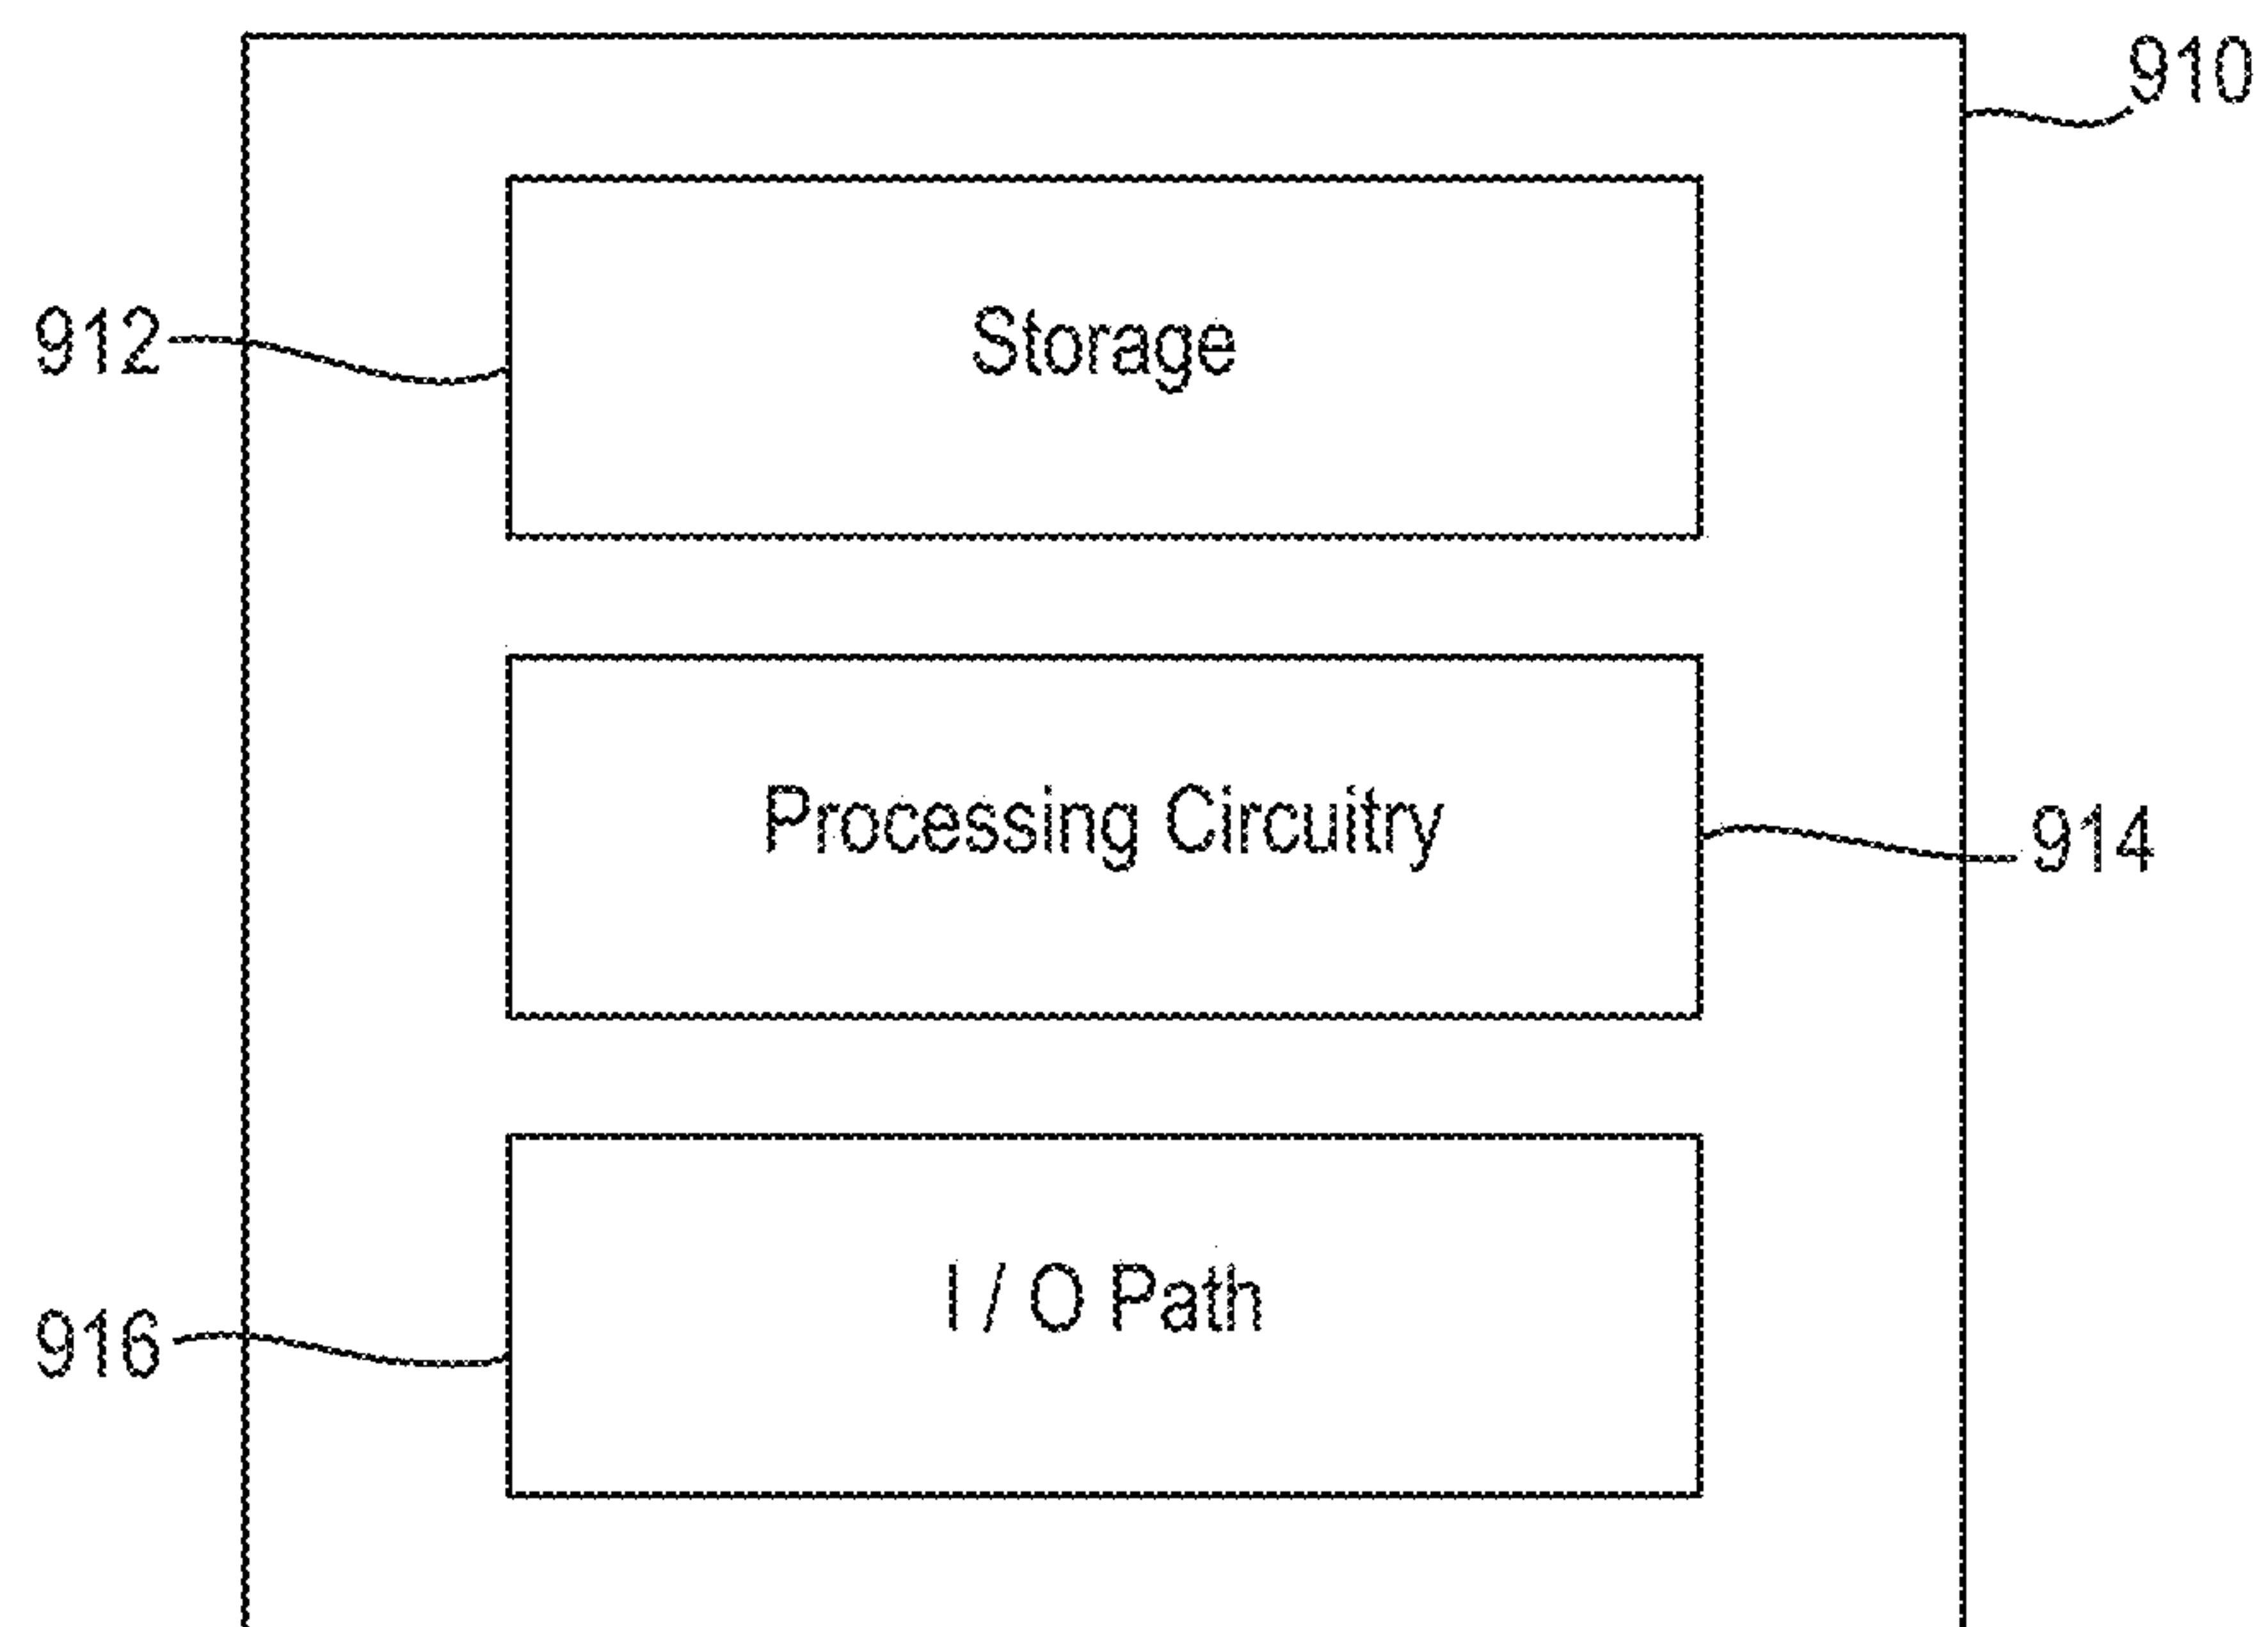 910
912
Storage
Processing Circuitry
914
I / O Path
916